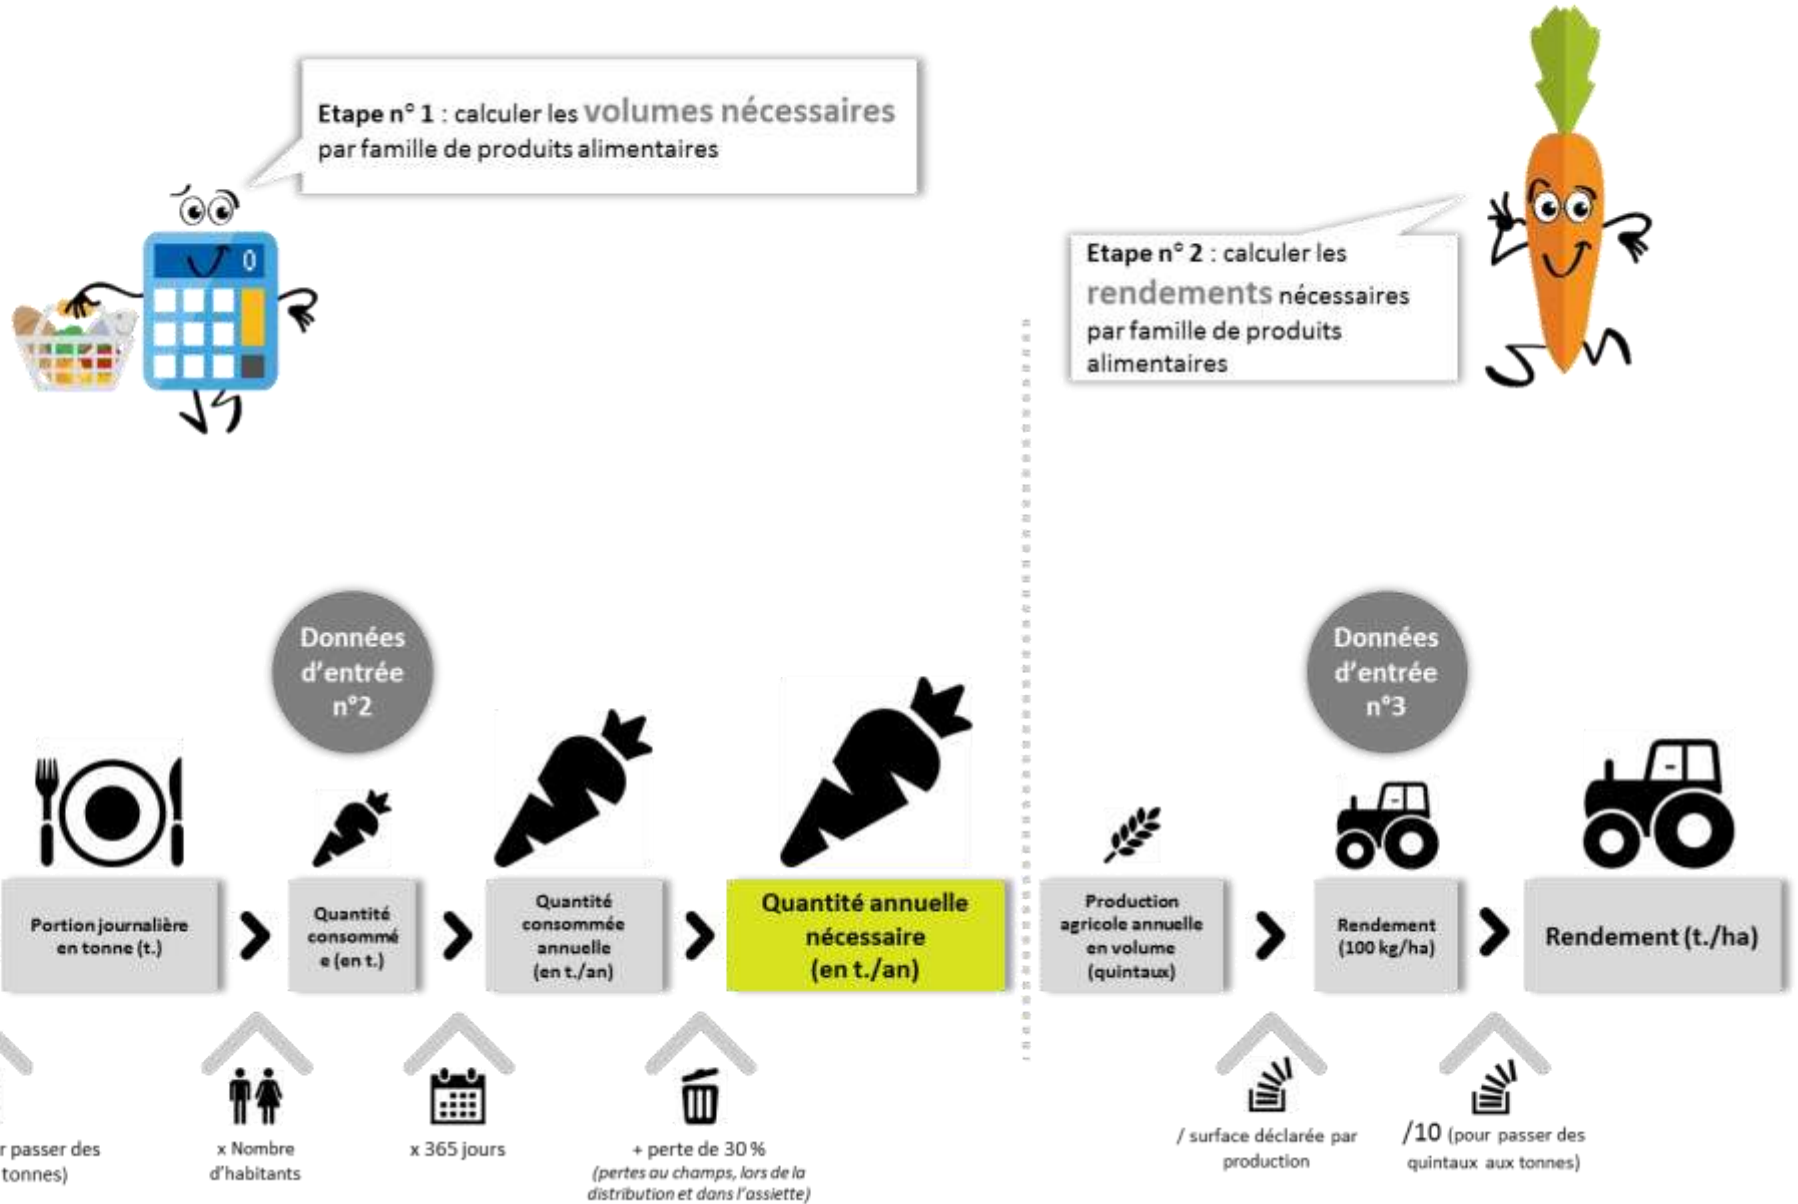 Etape n° 1 : calculer les volumes nécessaires
par famille de produits alimentaires
0
Etape n° 2 : calculer les
rendements nécessaires
par famille de produits
alimentaires
Données
d'entrée
n°2
Données
d'entrée
n°3
Portion journalière
en tonne (t.)
Quantité
consommé
e (en t.)
Quantité
consommée
annuelle
(en t./an)
Quantité annuelle
nécessaire
(en t./an)
Production
agricole annuelle
en volume
(quintaux)
Rendement
(100 kg/ha)
Rendement (t./ha)
r passer des
tonnes)
x Nombre
d'habitants
x 365 jours
+ perte de 30 %
(pertes au champs, lors de la
distribution et dans l'assiette)
/ surface déclarée par
production
/10 (pour passer des
quintaux aux tonnes)